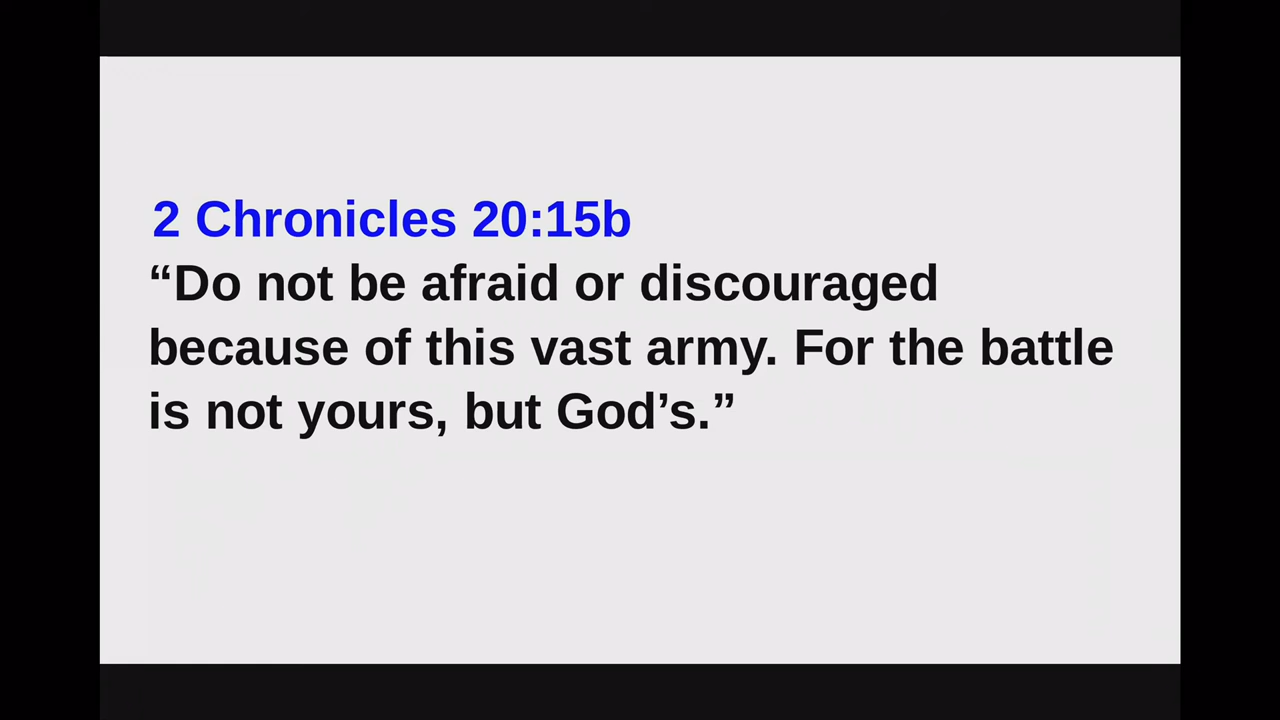 2 Chronicles 20:15b
“Do not be afraid or discouraged
because of this vast army. For the battle
is not yours, but God’s.”